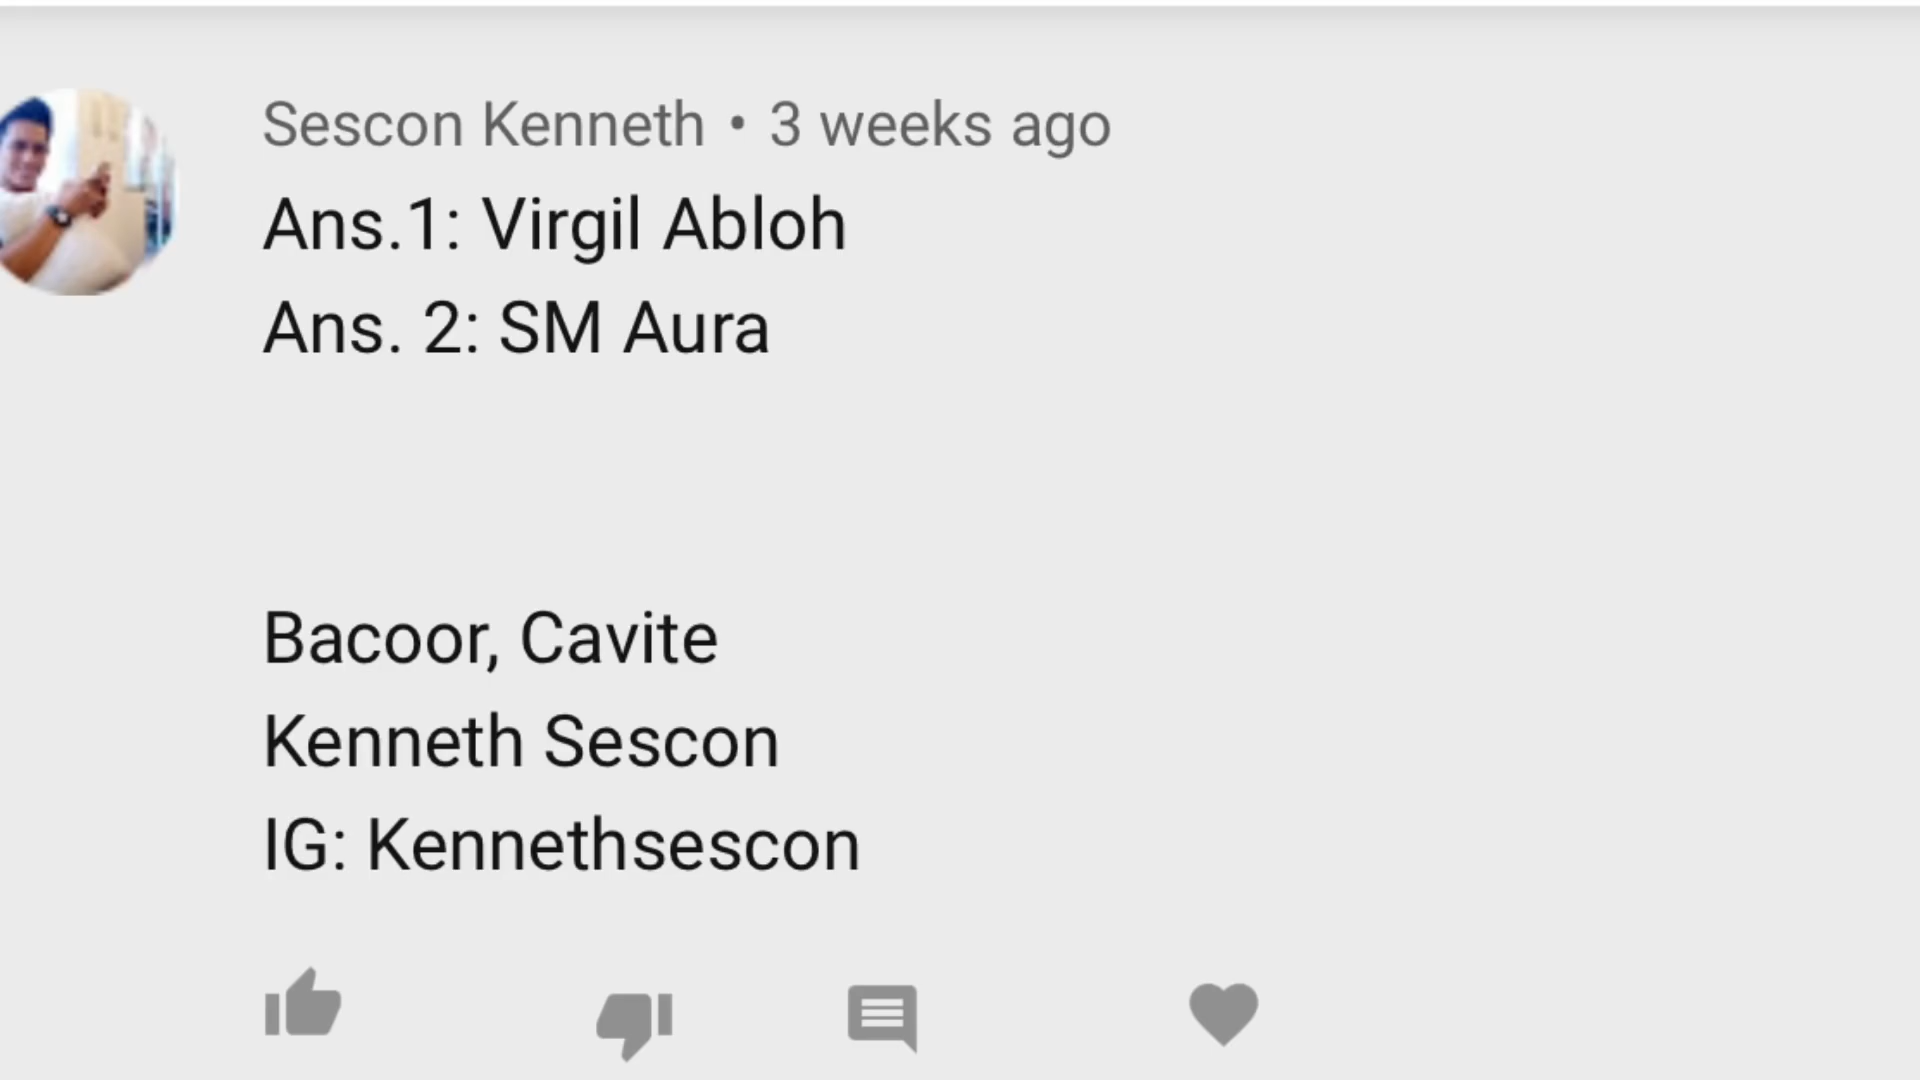 Sescon Kenneth • 3 weeks ago
Ans.1: Virgil Abloh
Ans. 2: SM Aura
Bacoor, Cavite
Kenneth Sescon
IG: Kennethsescon